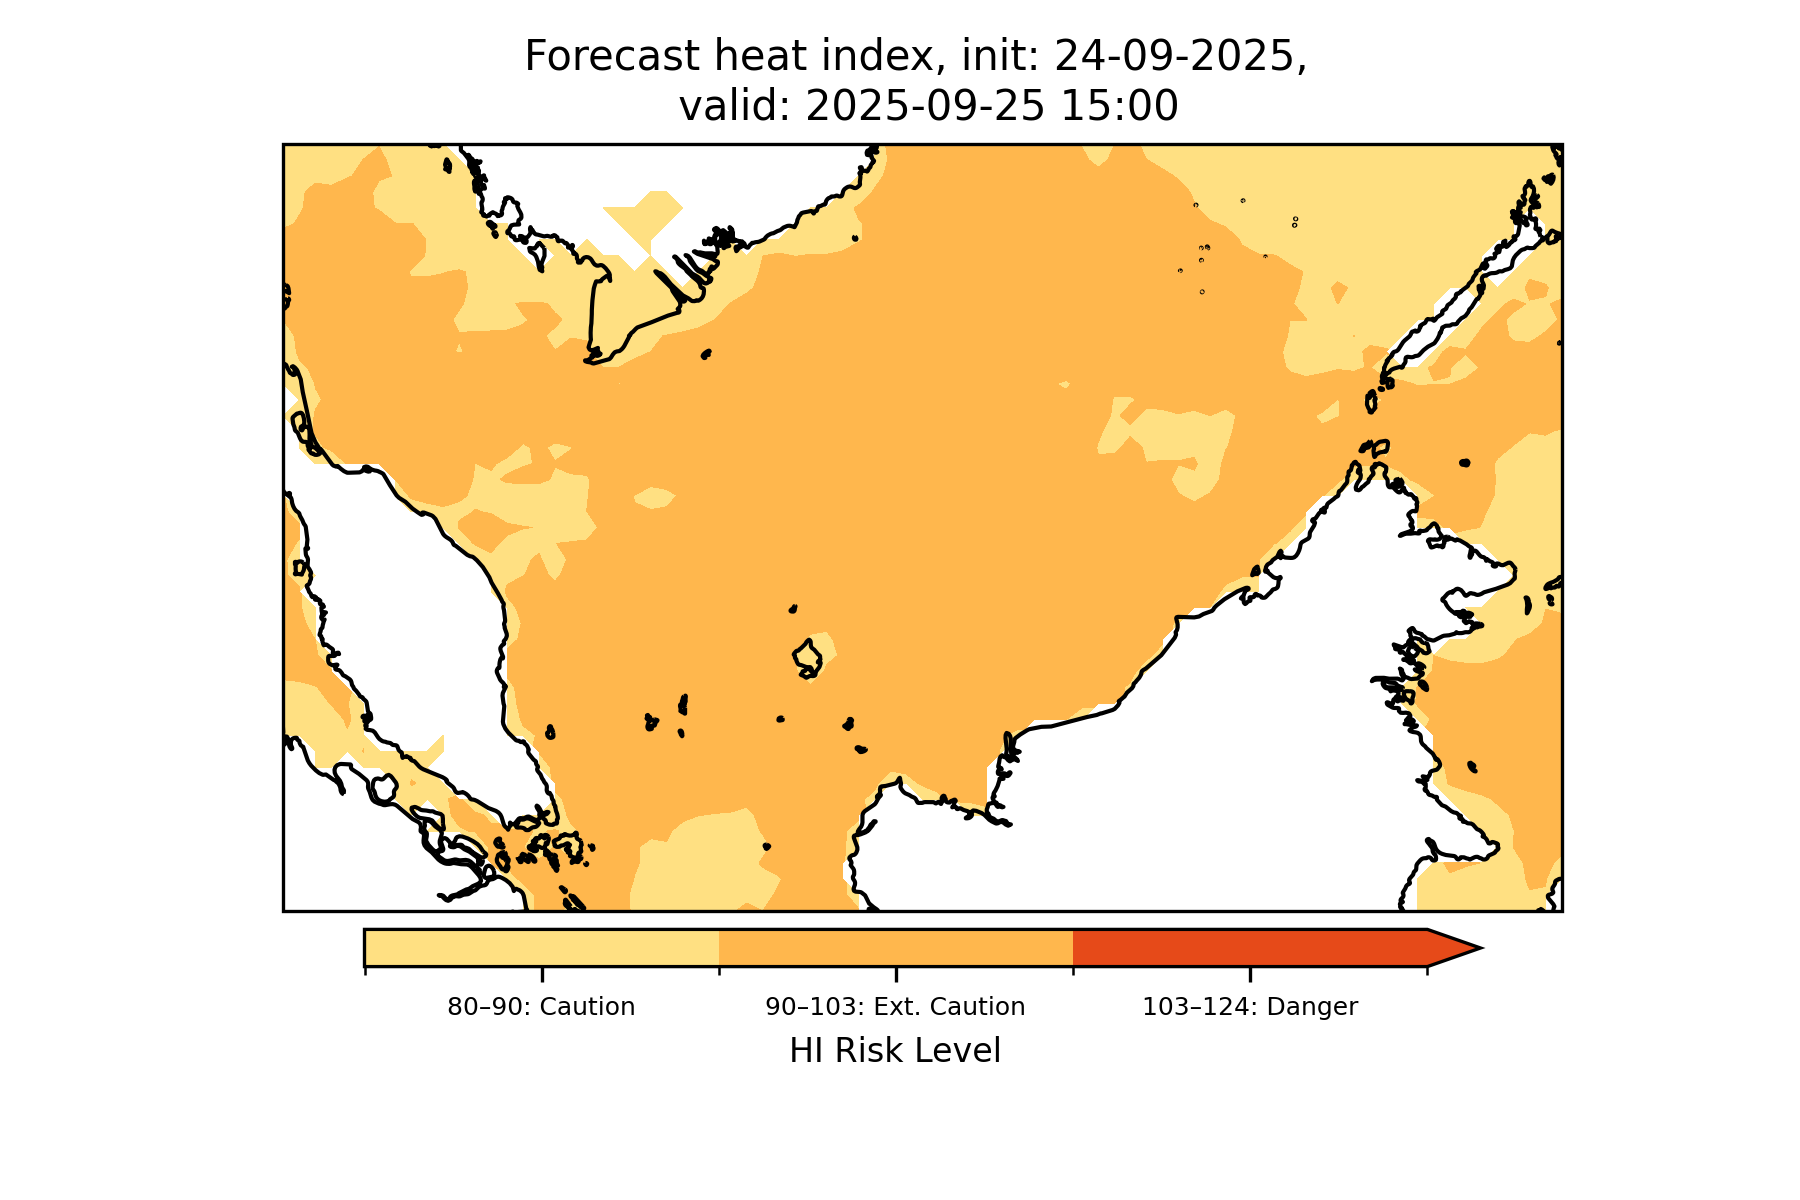 Forecast heat index, init: 24-09-2025,
valid: 2025-09-25 15:00
80–90: Caution
90–103: Ext. Caution
103–124: Danger
HI Risk Level